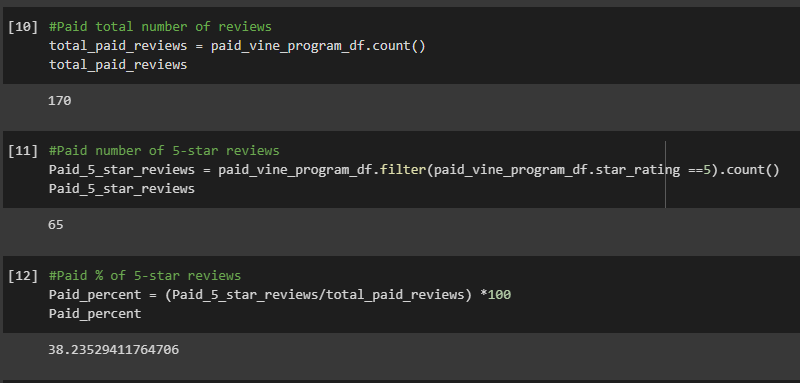 [10] #Paid total number of reviews
total_paid_reviews = paid_vine_program_df.count()
total_paid_reviews
170
[11] #Paid number of 5-star reviews
Paid_5_star_reviews = paid_vine_program_df.filter(paid_vine_program_df.star_rating ==5).count()
Paid_5_star_reviews
65
[12] #Paid % of 5-star reviews
Paid_percent = (Paid_5_star_reviews/total_paid_reviews) *100
Paid_percent
38.23529411764706